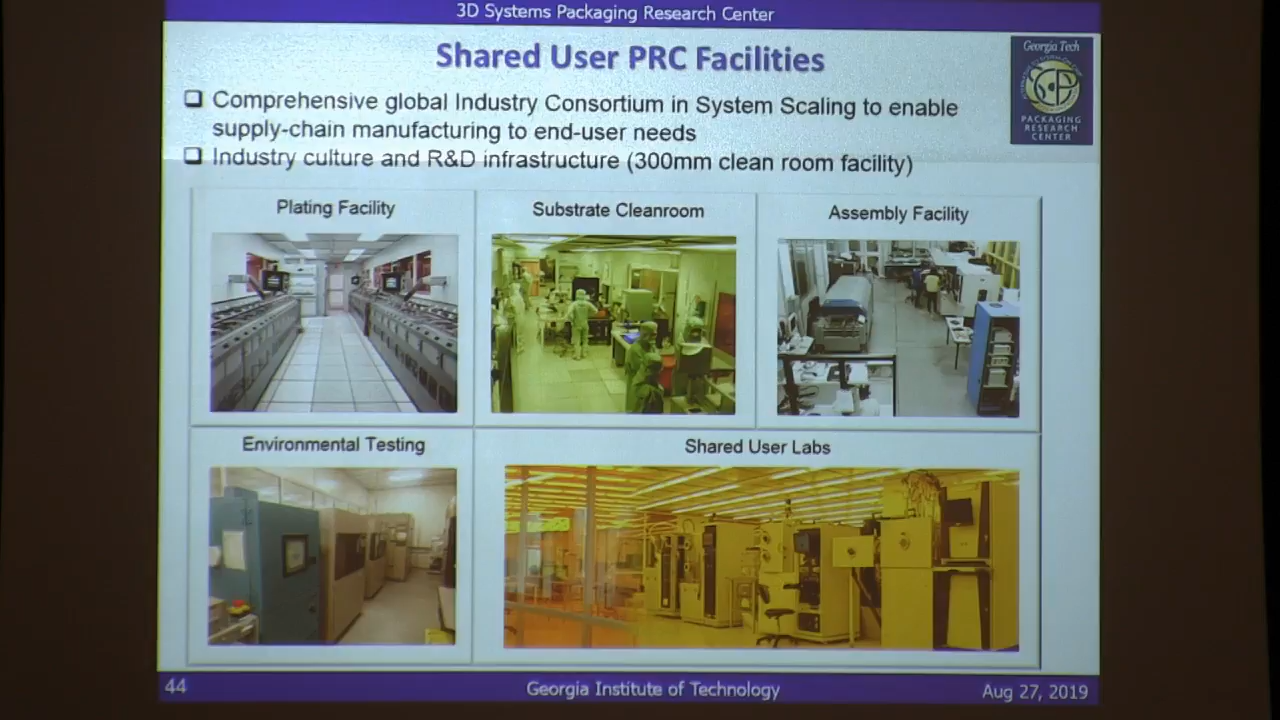 3D Systems Packaging Research Center
Shared User PRC Facilities
Georgia Tech
PACKAGING
RESEARCH
CENTER
❑ Comprehensive global Industry Consortium in System Scaling to enable
supply-chain manufacturing to end-user needs
❑ Industry culture and R&D infrastructure (300mm clean room facility)
Plating Facility
Substrate Cleanroom
Assembly Facility
Environmental Testing
Shared User Labs
44
Georgia Institute of Technology
Aug 27, 2019